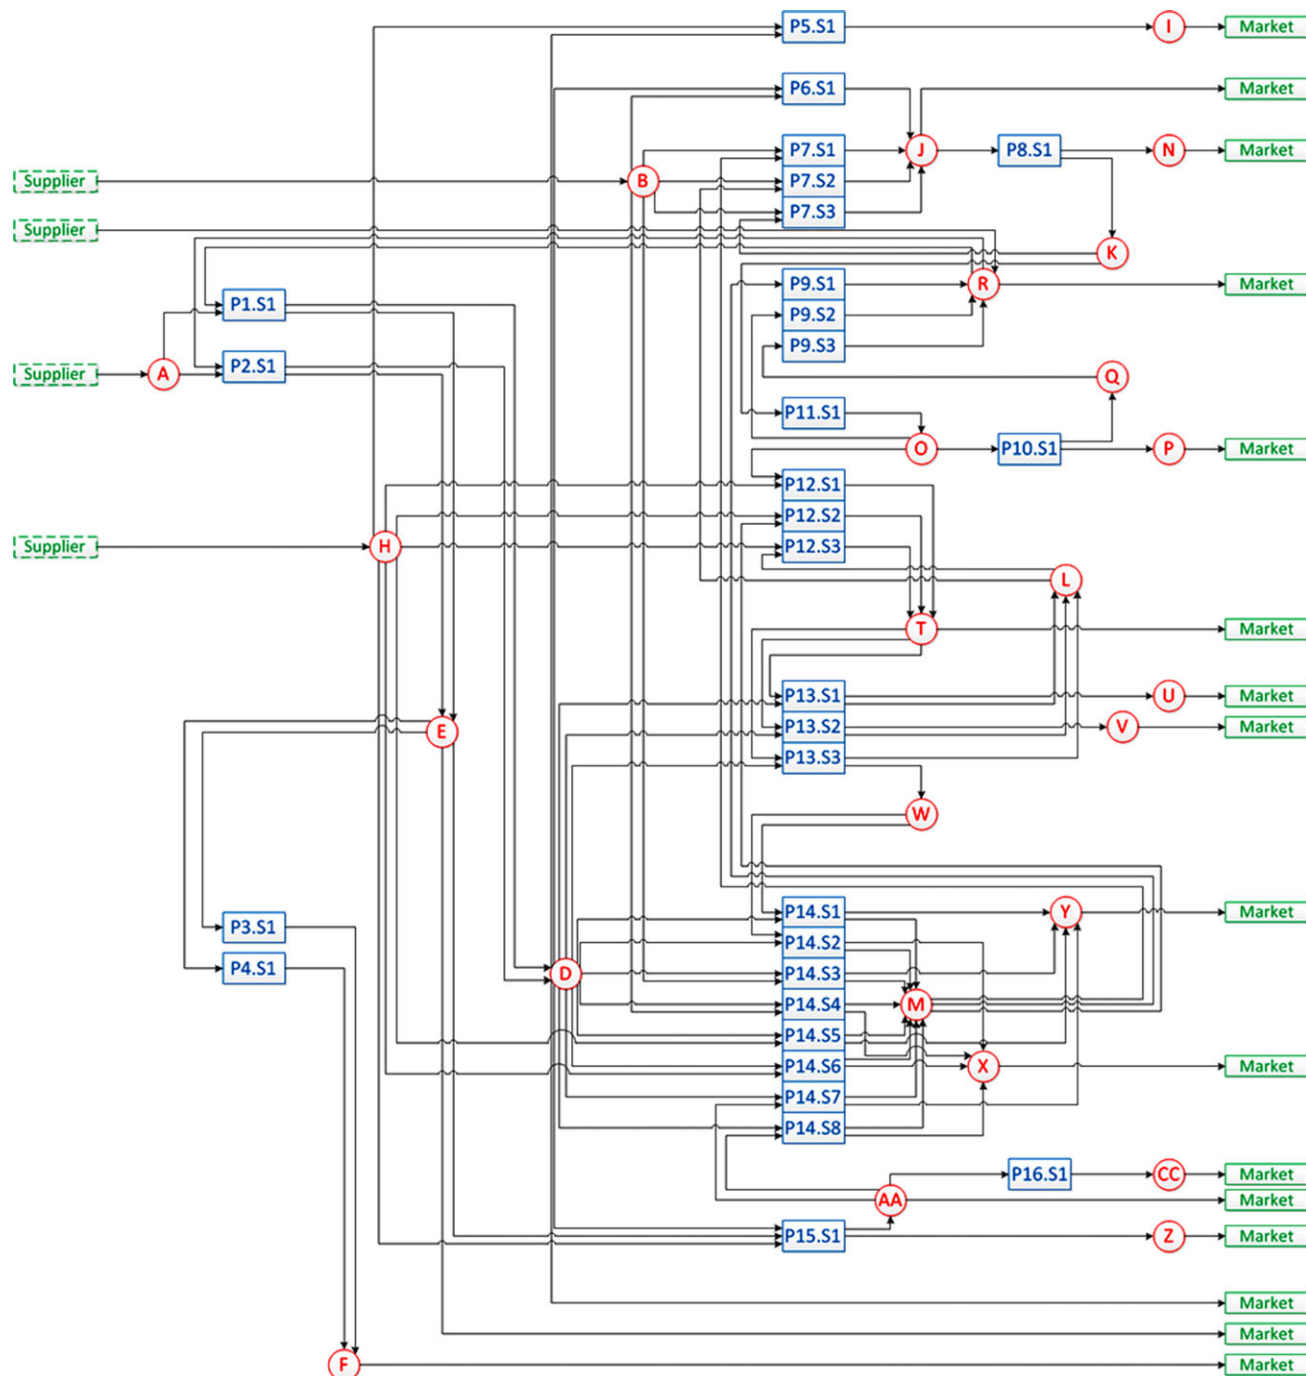 P5.S1 I Market
P6.S1 Market
P7.S1 J P8.S1 N Market
Supplier B P7.S2
P7.S3
Supplier
K
P9.S1 R Market
P1.S1 P9.S2
P9.S3
Supplier A P2.S1 Q
P11.S1
O P10.S1 P Market
P12.S1
P12.S2
Supplier H P12.S3
L
T Market
P13.S1 U Market
E P13.S2 V Market
P13.S3
W
P14.S1 Y Market
P3.S1 P14.S2
P4.S1 D P14.S3
P14.S4 M
P14.S5
P14.S6 X Market
P14.S7
P14.S8
P16.S1 CC Market
AA Market
P15.S1 Z Market
Market
Market
F Market